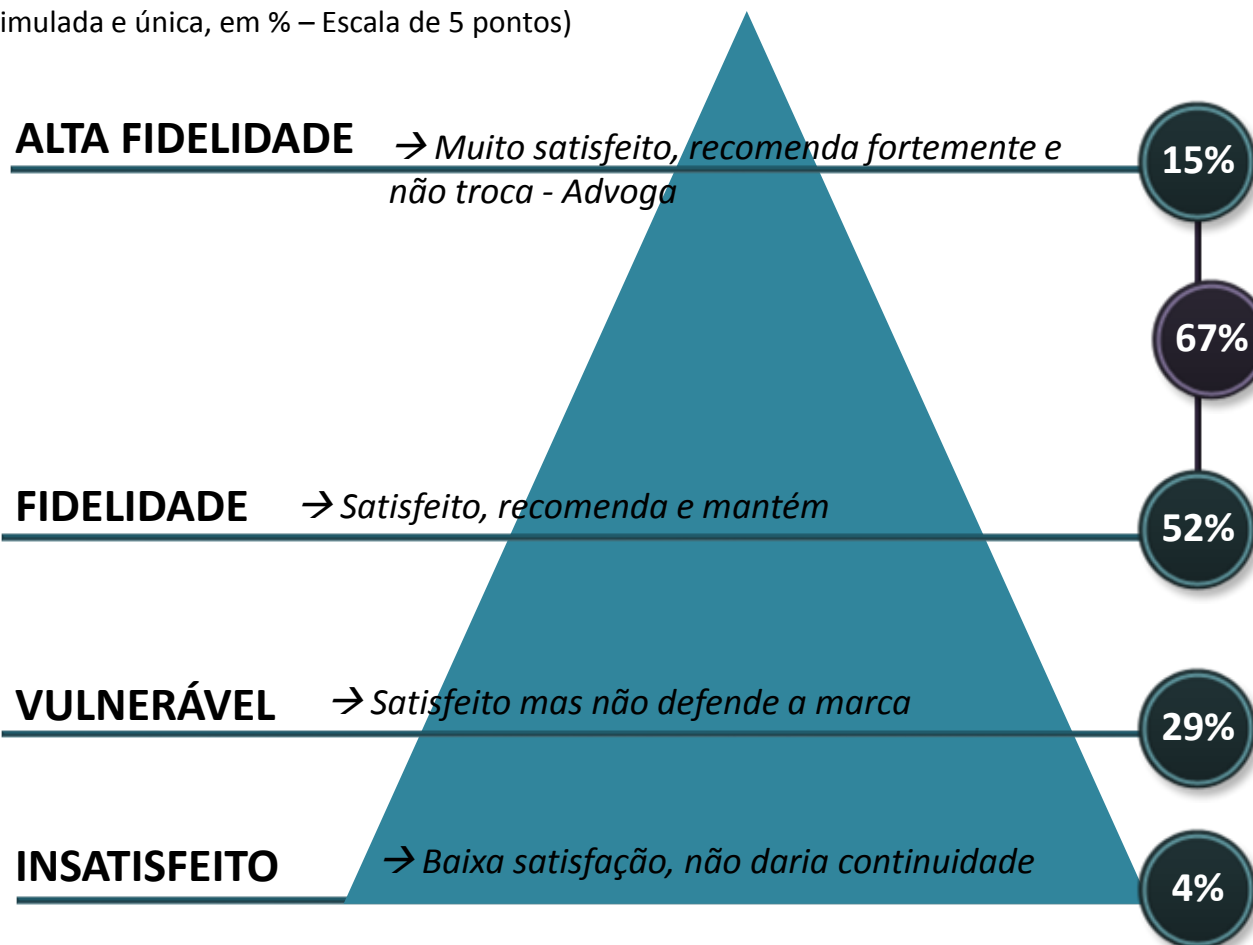 imulada e única, em % – Escala de 5 pontos)
ALTA FIDELIDADE → Muito satisfeito, recomenda fortemente e
não troca - Advoga
15%
67%
FIDELIDADE → Satisfeito, recomenda e mantém
52%
VULNERÁVEL → Satisfeito mas não defende a marca
29%
INSATISFEITO → Baixa satisfação, não daria continuidade
4%